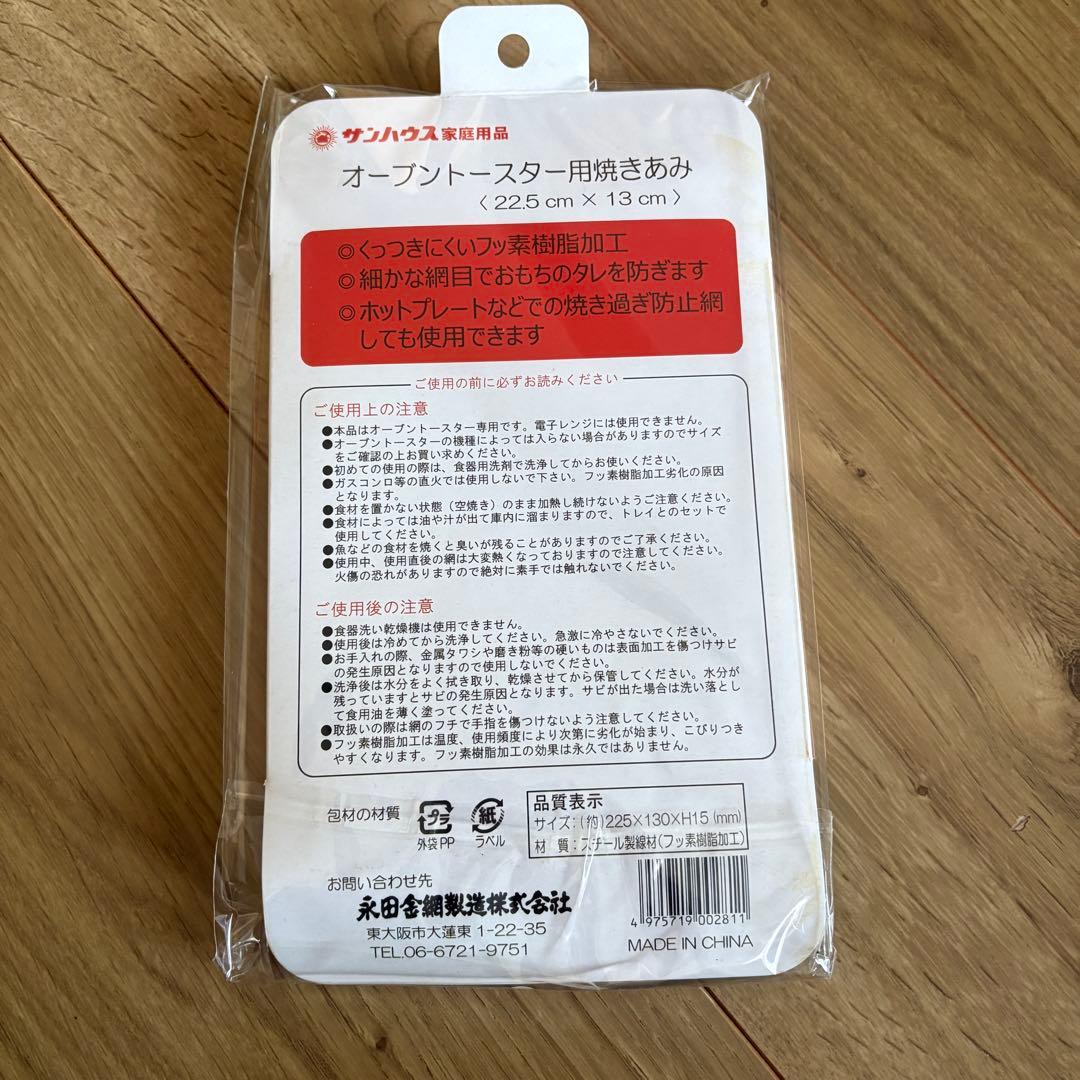 サンハウス家庭用品
オーブントースター用焼きあみ
〈 22.5 cm × 13 cm 〉
◎くっつきにくいフッ素樹脂加工
◎細かな網目でおもちのタレを防ぎます
◎ホットプレートなどでの焼き過ぎ防止網
しても使用できます
ご使用の前に必ずお読みください
ご使用上の注意
●本品はオーブントースター専用です。電子レンジには使用できません。
●オーブントースターの機種によっては入らない場合がありますのでサイズ
をご確認の上お買い求めください。
●初めての使用の際は、食器用洗剤で洗浄してからお使いください。
●ガスコンロ等の直火では使用しないで下さい。フッ素樹脂加工劣化の原因
となります。
●食材を置かない状態（空焼き）のまま加熱し続けないようご注意ください。
●食材によっては油や汁が出て庫内に溜まりますので、トレイとのセットで
使用してください。
●魚などの食材を焼くと臭いが残ることがありますのでご了承ください。
●使用中、使用直後の網は大変熱くなっておりますので注意してください。
火傷の恐れがありますので絶対に素手では触れないでください。
ご使用後の注意
●食器洗い乾燥機は使用できません。
●使用後は冷めてから洗浄してください。急激に冷やさないでください。
●お手入れの際、金属タワシや磨き粉等の硬いものは表面加工を傷つけサビ
の発生原因となりますので使用しないでください。
●洗浄後は水分をよく拭き取り、乾燥させてから保管してください。水分が
残っていますとサビの発生原因となります。サビが出た場合は洗い落とし
て食用油を薄く塗ってください。
●取扱いの際は網のフチで手指を傷つけないよう注意してください。
●フッ素樹脂加工は温度、使用頻度により次第に劣化が始まり、こびりつき
やすくなります。フッ素樹脂加工の効果は永久ではありません。
包材の材質
プラ
外袋PP
紙
ラベル
品質表示
サイズ：(約)225×130×H15 (mm)
材 質：スチール製線材(フッ素樹脂加工)
お問い合わせ先
永田金網製造株式会社
東大阪市大蓮東1-22-35
TEL.06-6721-9751
4 975719 002811
MADE IN CHINA